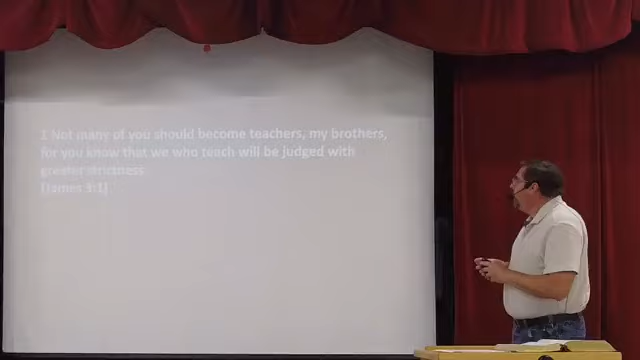 1 Not many of you should become teachers, my brothers,
for you know that we who teach will be judged with
greater strictness.
[James 3:1]